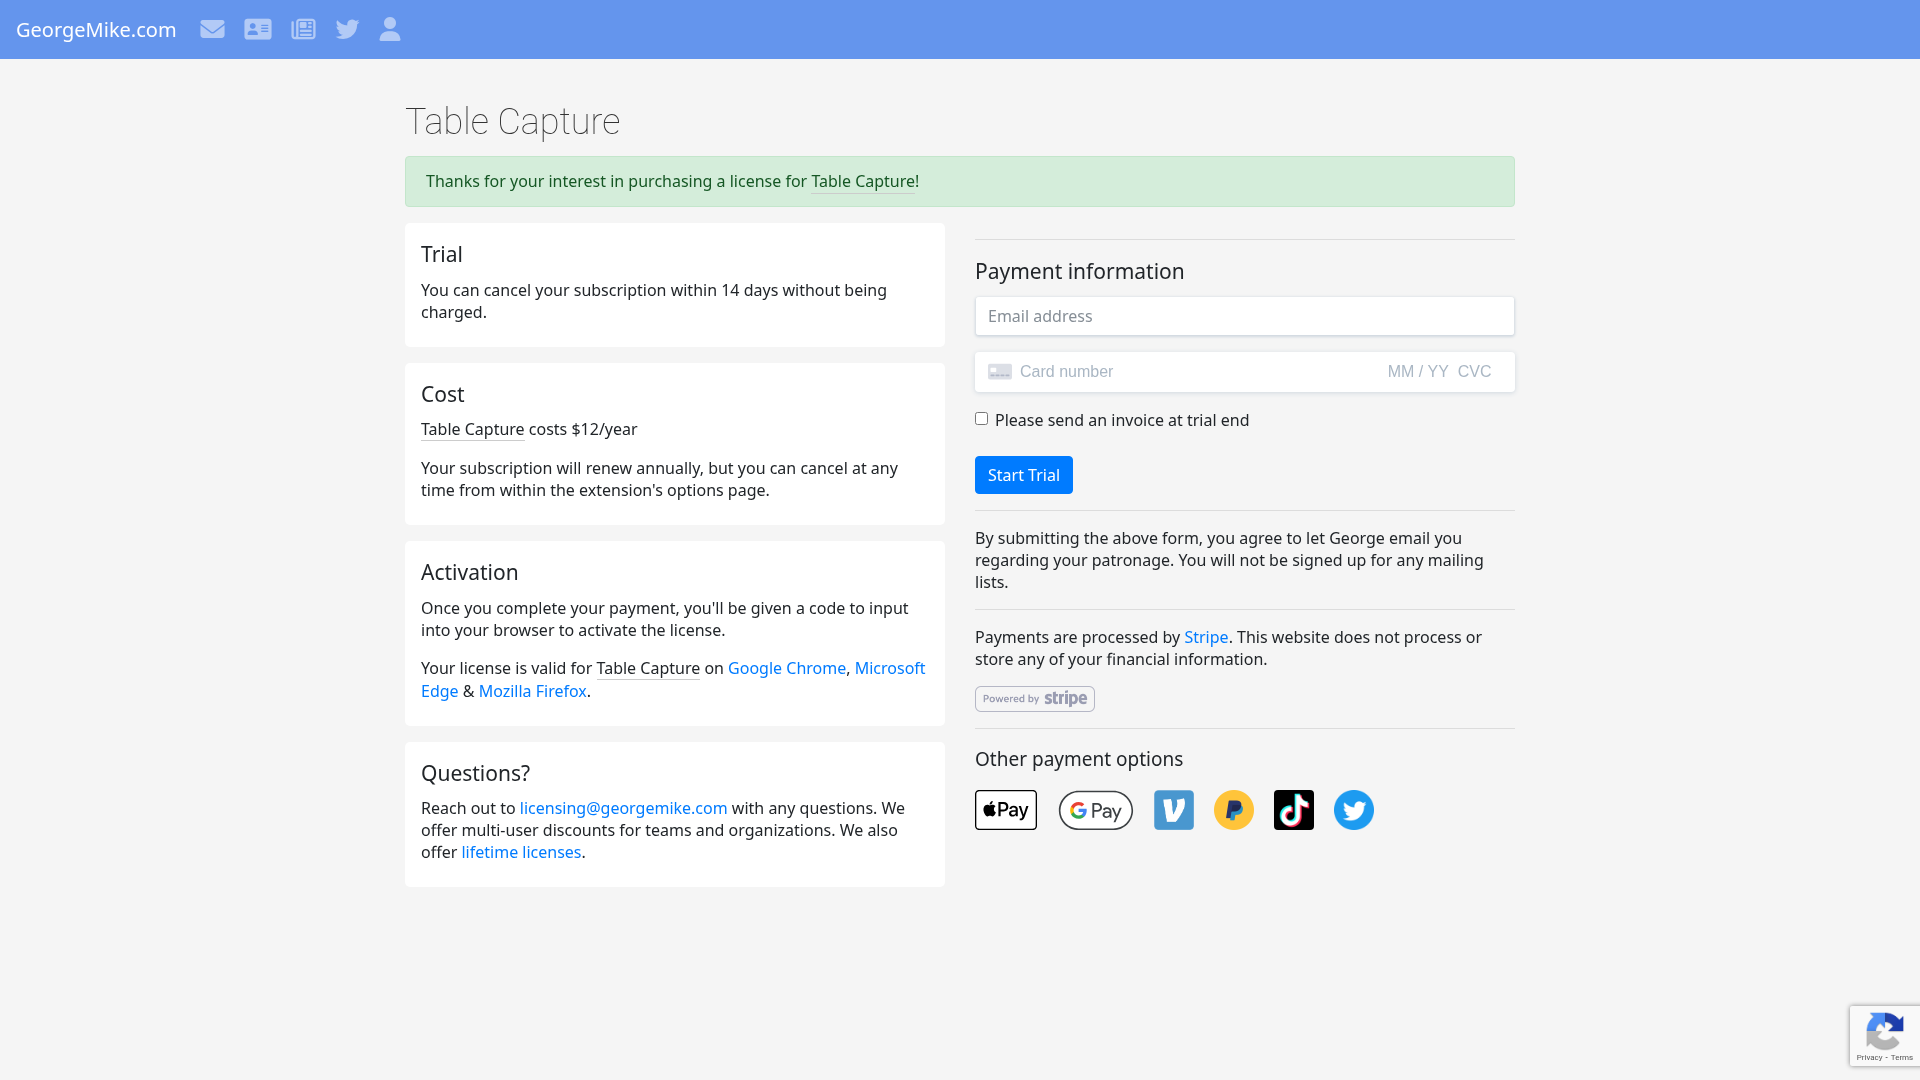 GeorgeMike.com
Table Capture
Thanks for your interest in purchasing a license for Table Capture!
Trial
You can cancel your subscription within 14 days without being
charged.
Cost
Table Capture costs $12/year
Your subscription will renew annually, but you can cancel at any
time from within the extension's options page.
Activation
Once you complete your payment, you'll be given a code to input
into your browser to activate the license.
Your license is valid for Table Capture on Google Chrome, Microsoft
Edge & Mozilla Firefox.
Questions?
Reach out to licensing@georgemike.com with any questions. We
offer multi-user discounts for teams and organizations. We also
offer lifetime licenses.
Payment information
Email address
Card number MM / YY CVC
Please send an invoice at trial end
Start Trial
By submitting the above form, you agree to let George email you
regarding your patronage. You will not be signed up for any mailing
lists.
Payments are processed by Stripe. This website does not process or
store any of your financial information.
Powered by stripe
Other payment options
Pay G Pay
Privacy - Terms